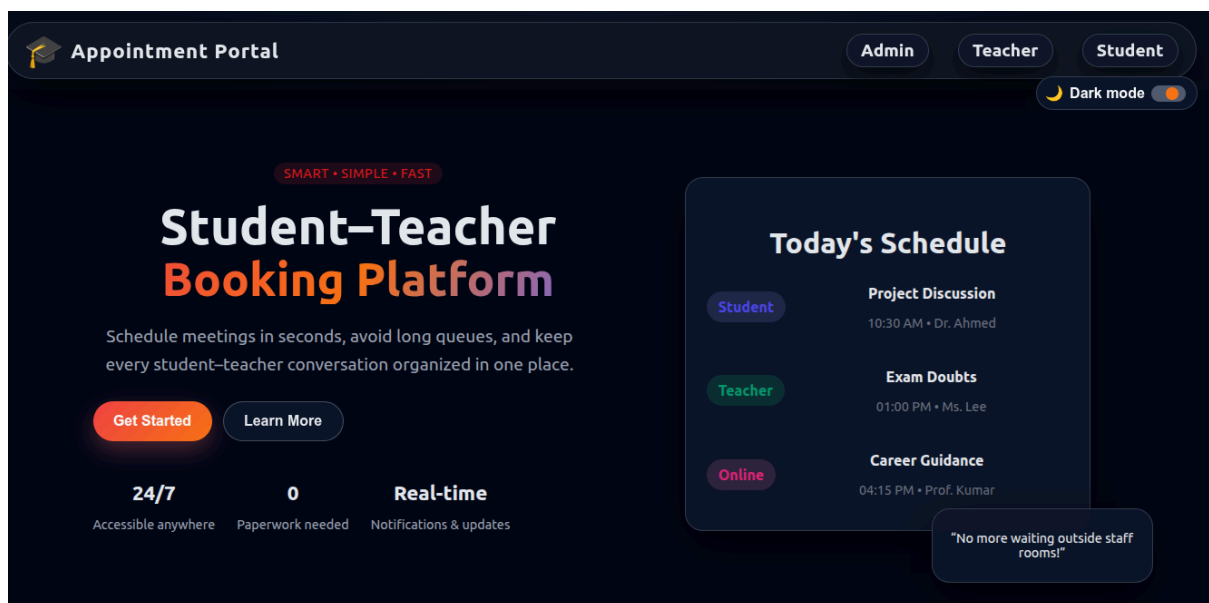 Appointment Portal
Admin
Teacher
Student
Dark mode
SMART • SIMPLE • FAST
Student–Teacher
Booking Platform
Schedule meetings in seconds, avoid long queues, and keep
every student–teacher conversation organized in one place.
Get Started
Learn More
24/7
Accessible anywhere
0
Paperwork needed
Real-time
Notifications & updates
Today's Schedule
Student
Project Discussion
10:30 AM • Dr. Ahmed
Teacher
Exam Doubts
01:00 PM • Ms. Lee
Online
Career Guidance
04:15 PM • Prof. Kumar
“No more waiting outside staff
rooms!”